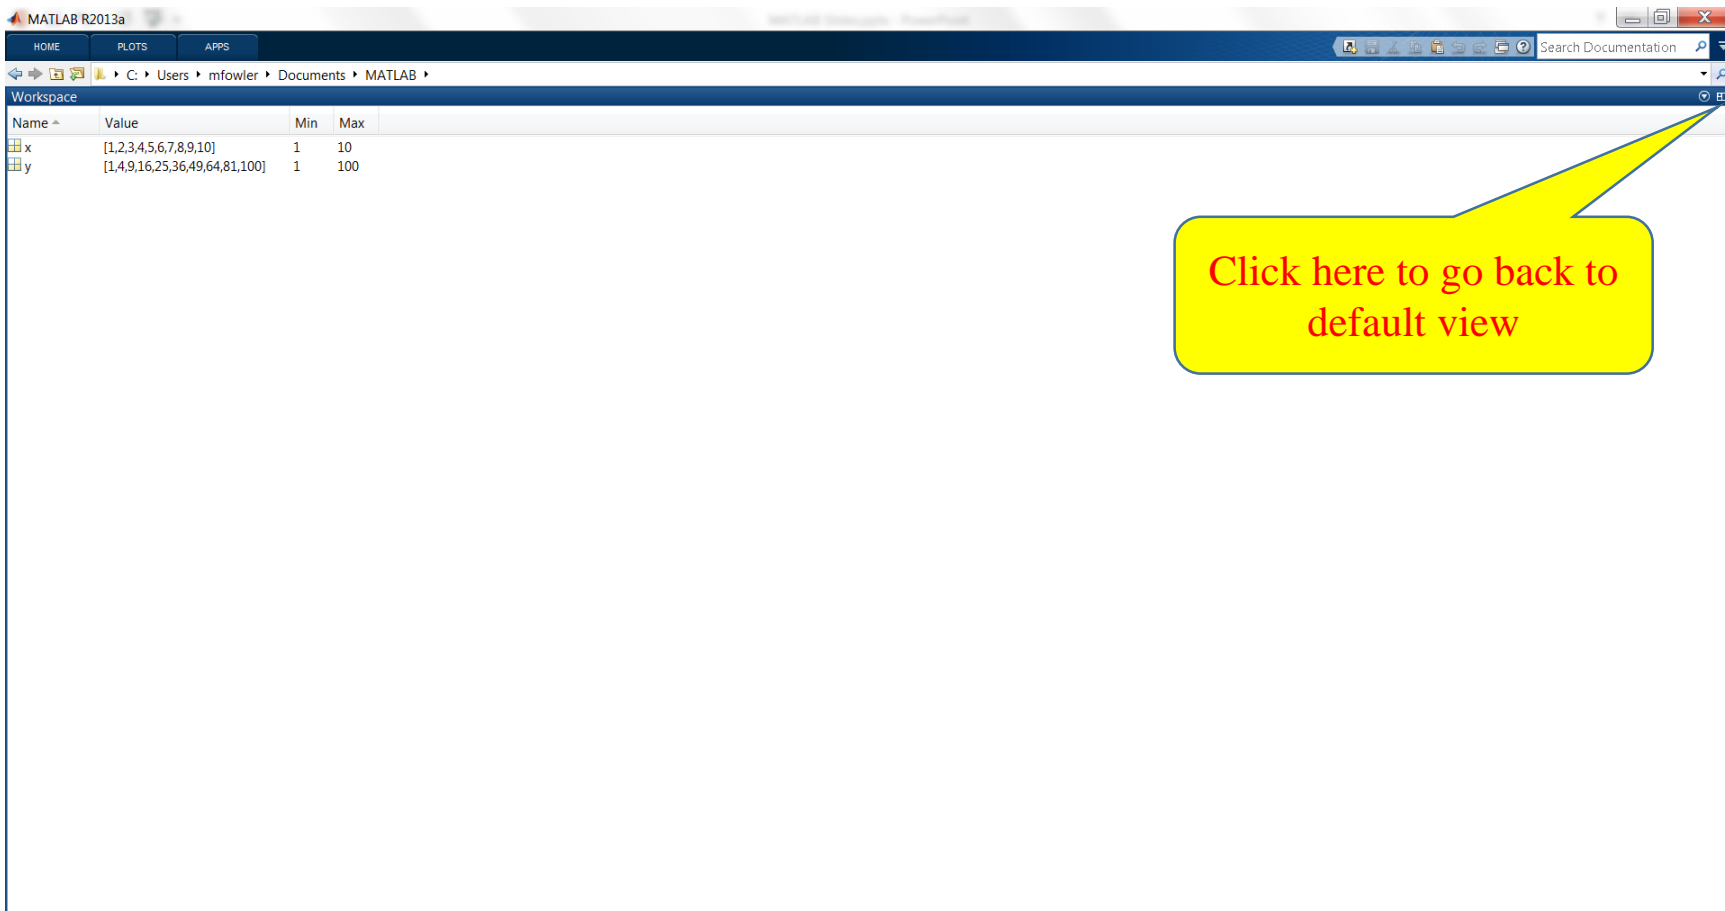 MATLAB R2013a
HOME PLOTS APPS
Search Documentation
C: Users mfowler Documents MATLAB
Workspace
Name Value Min Max
x [1,2,3,4,5,6,7,8,9,10] 1 10
y [1,4,9,16,25,36,49,64,81,100] 1 100
Click here to go back to
default view